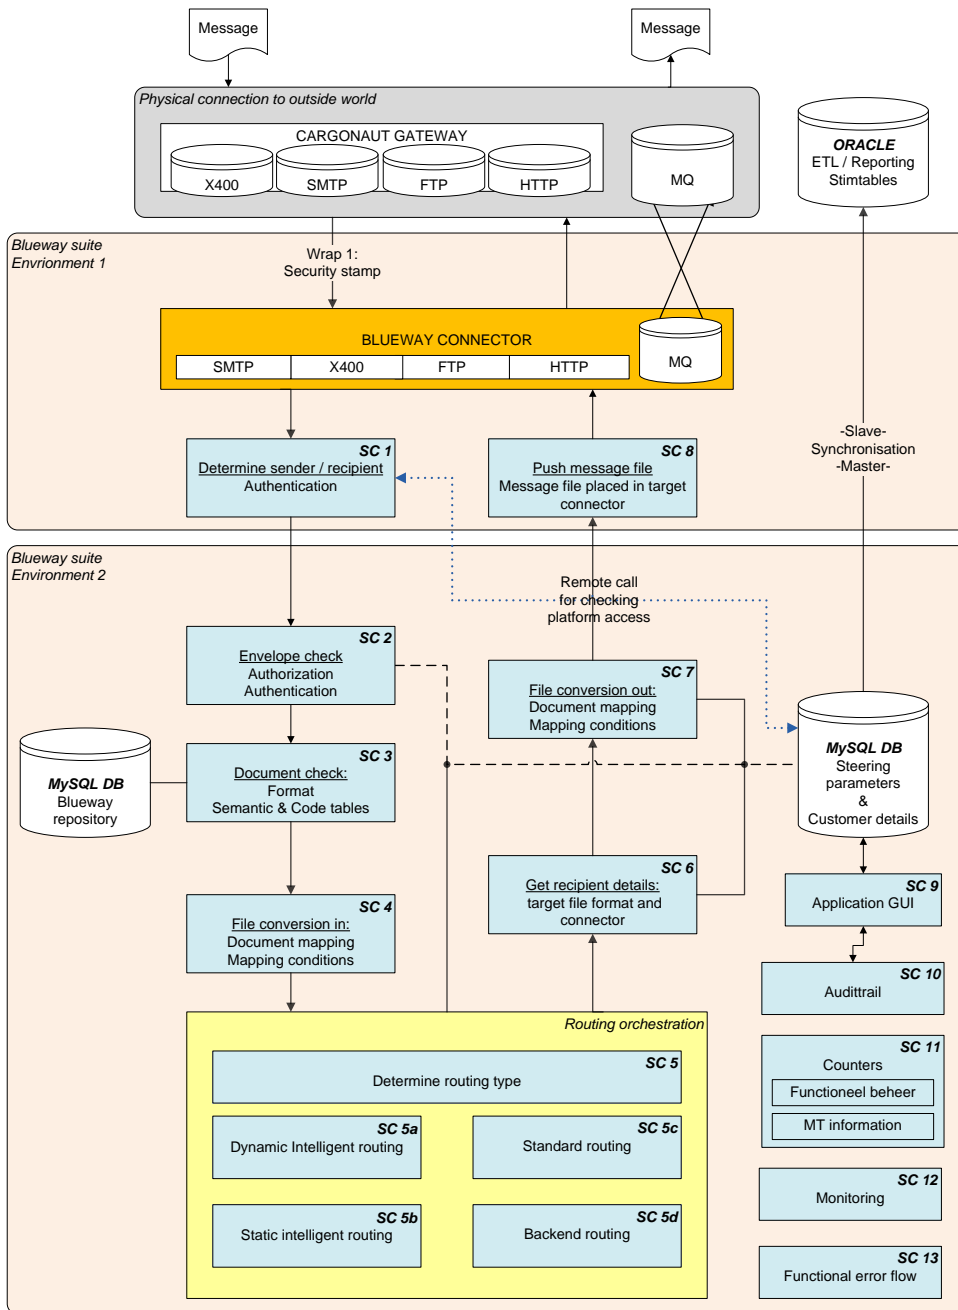 Message
Message
Physical connection to outside world
CARGONAUT GATEWAY
X400
SMTP
FTP
HTTP
MQ
ORACLE
ETL / Reporting
Stimtables
Blueway suite
Envrionment 1
Wrap 1:
Security stamp
BLUEWAY CONNECTOR
SMTP
X400
FTP
HTTP
MQ
SC 1
Determine sender / recipient
Authentication
SC 8
Push message file
Message file placed in target
connector
-Slave-
Synchronisation
-Master-
Blueway suite
Environment 2
Remote call
for checking
platform access
SC 2
Envelope check
Authorization
Authentication
SC 7
File conversion out:
Document mapping
Mapping conditions
MySQL DB
Steering
parameters
&
Customer details
MySQL DB
Blueway
repository
SC 3
Document check:
Format
Semantic & Code tables
SC 6
Get recipient details:
target file format and
connector
SC 9
Application GUI
SC 4
File conversion in:
Document mapping
Mapping conditions
SC 10
Audittrail
Routing orchestration
SC 5
Determine routing type
SC 5a
Dynamic Intelligent routing
SC 5c
Standard routing
SC 5b
Static intelligent routing
SC 5d
Backend routing
SC 11
Counters
Functioneel beheer
MT information
SC 12
Monitoring
SC 13
Functional error flow